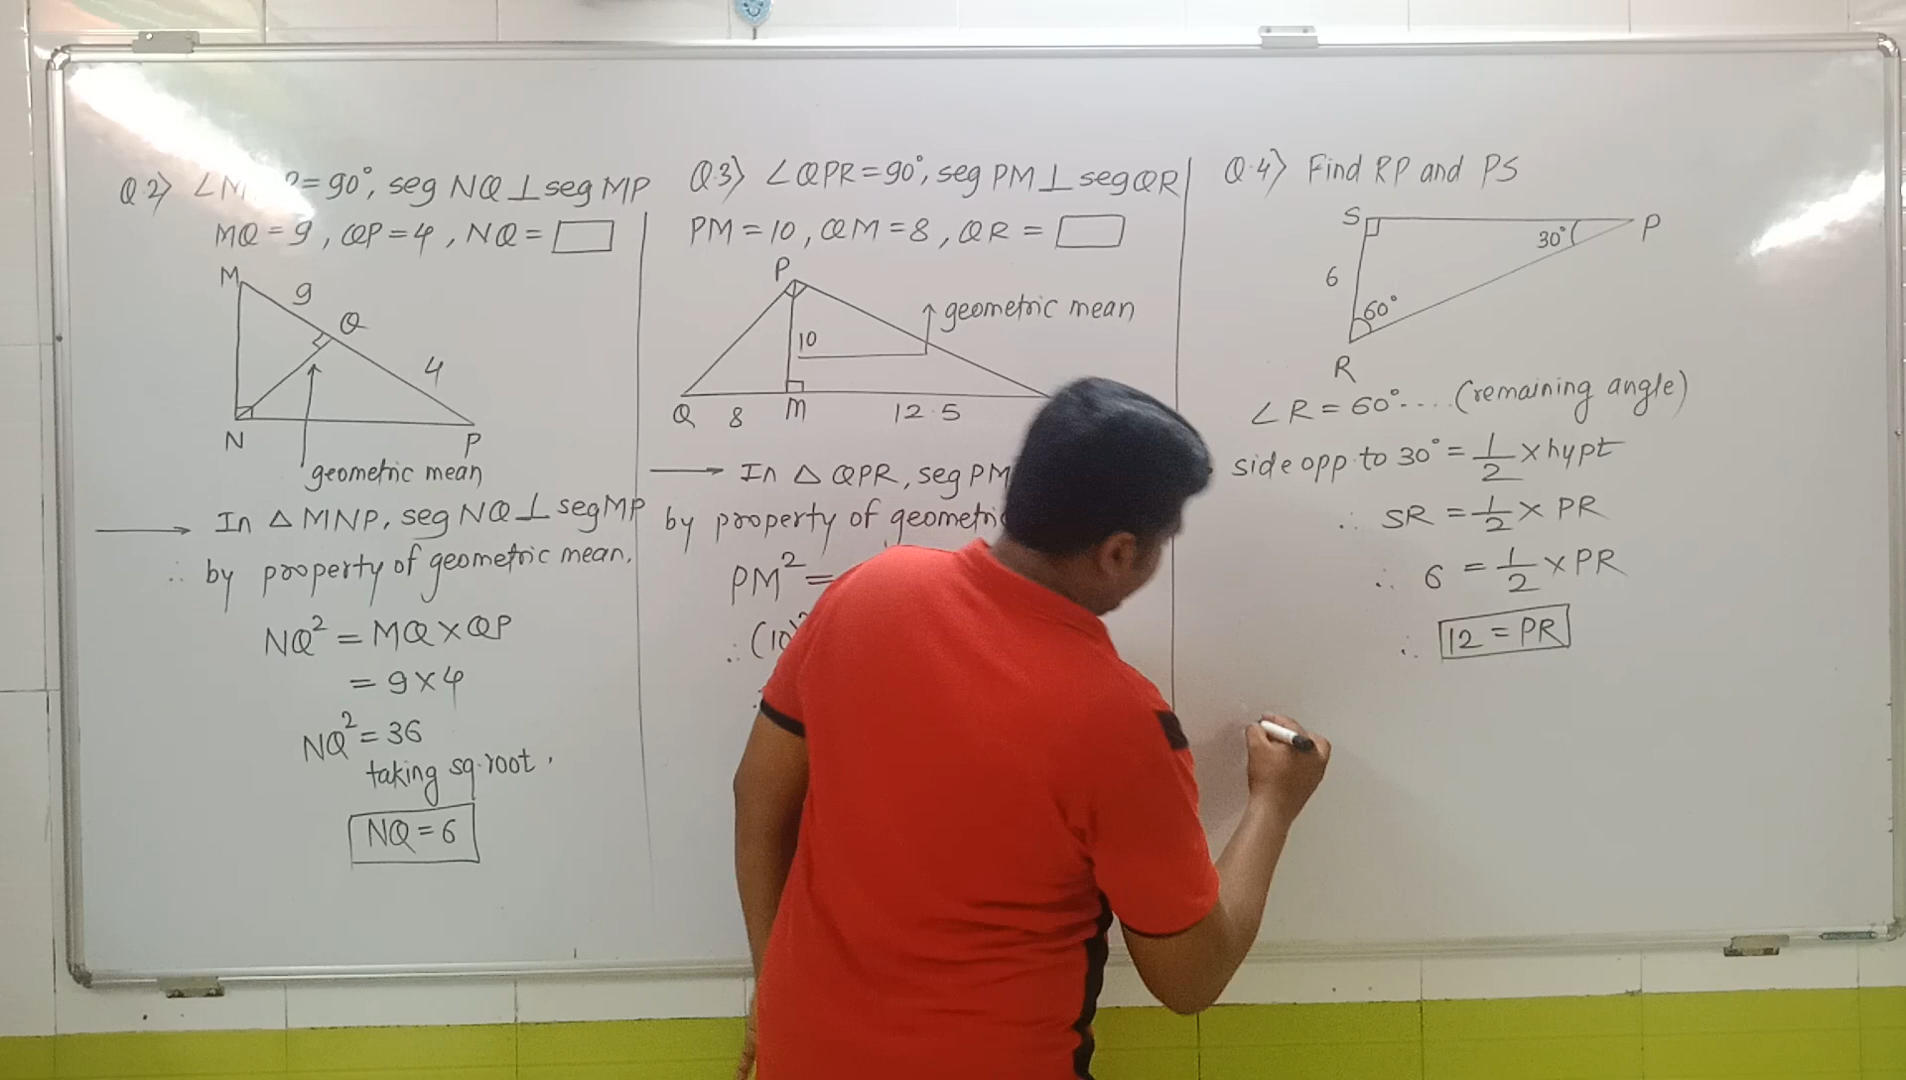 Q.2) = 90°, seg NQ ⊥ seg MP
MQ = 9, QP = 4, NQ =
M
9
Q
4
N
P
geometric mean
In △ MNP, seg NQ ⊥ seg MP
∴ by property of geometric mean,
NQ² = MQ × QP
= 9 × 4
NQ² = 36
taking sq. root,
NQ = 6
Q.3) ∠QPR = 90°, seg PM ⊥ seg QR
PM = 10, QM = 8, QR =
P
geometric mean
10
Q
8
M
12.5
In △ QPR, seg PM
by property of
PM² =
∴ (10)²
Q.4) Find RP and PS
S
30°
P
6
60°
R
∠R = 60°.... (remaining angle)
side opp. to 30° = 1/2 × hypt
∴ SR = 1/2 × PR
∴ 6 = 1/2 × PR
∴ 12 = PR